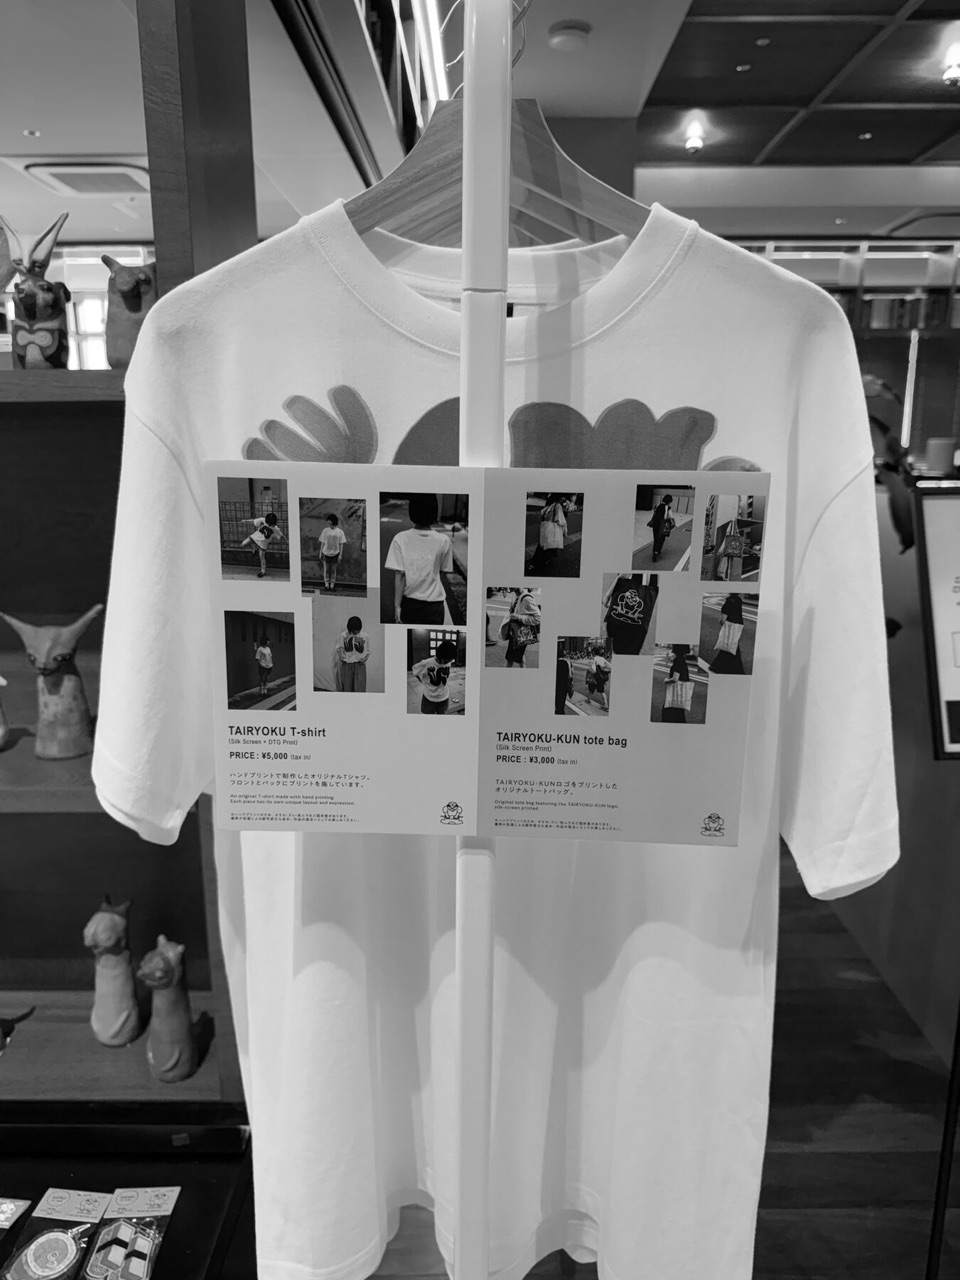 TAIRYOKU T-shirt
(Silk Screen + DTG Print)
PRICE : ¥5,000 (tax in)
ハンドプリントで制作したオリジナルTシャツ。
フロントとバックにプリントを施しています。
An original T-shirt made with hand printing.
Each piece has its own unique layout and expression.
TAIRYOKU-KUN tote bag
(Silk Screen Print)
PRICE : ¥3,000 (tax in)
TAIRYOKU-KUNロゴをプリントした
オリジナルトートバッグ。
Original tote bag featuring the TAIRYOKU-KUN logo,
silk-screen printed.